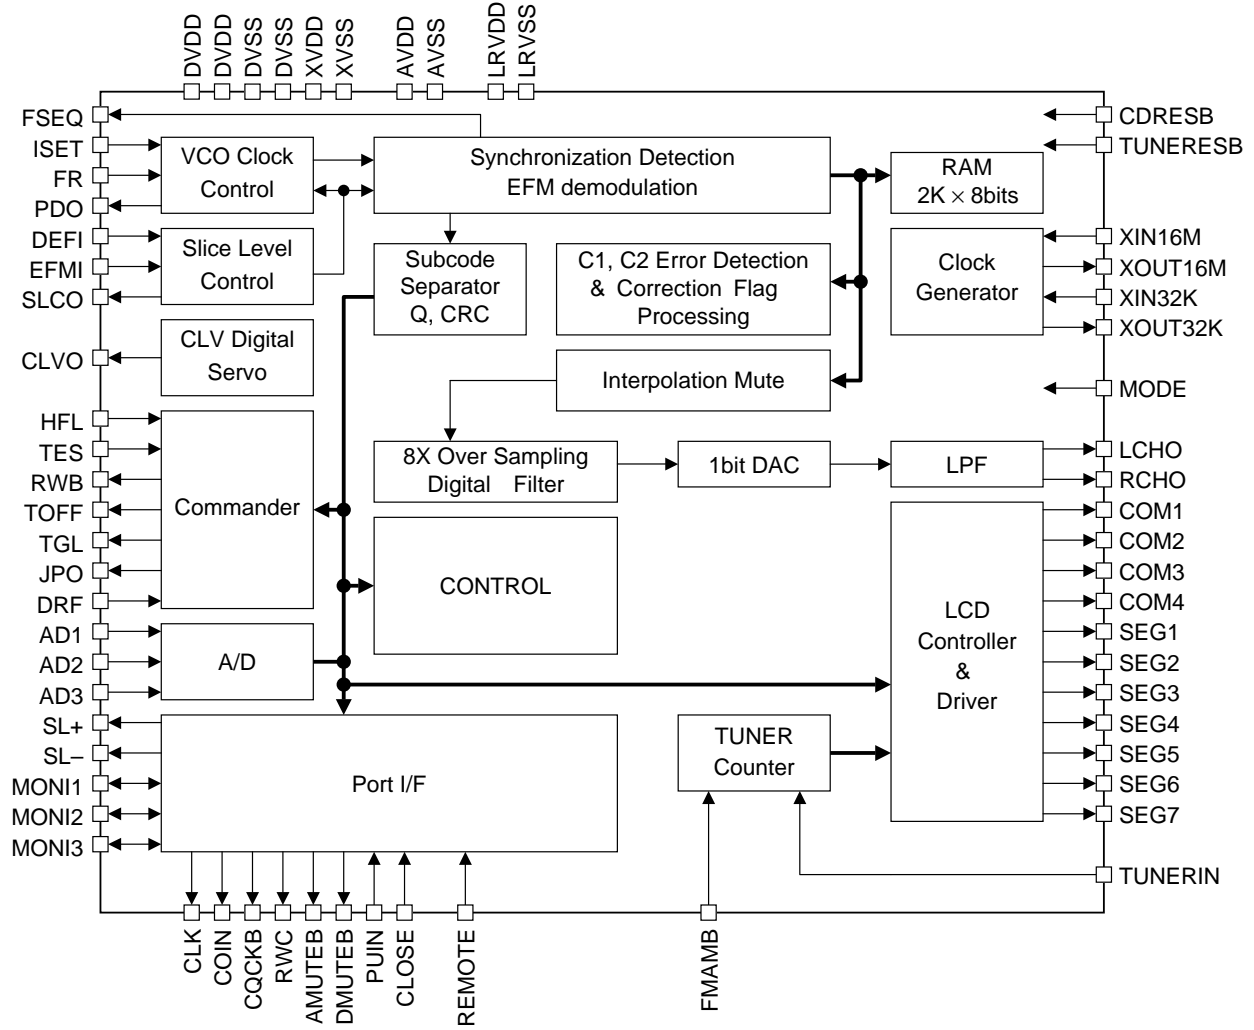 DVDD
DVDD
DVSS
DVSS
XVDD
XVSS
AVDD
AVSS
LRVDD
LRVSS
FSEQ
ISET
FR
PDO
DEFI
EFMI
SLCO
CLVO
HFL
TES
RWB
TOFF
TGL
JPO
DRF
AD1
AD2
AD3
SL+
SL–
MONI1
MONI2
MONI3
VCO Clock
Control
Slice Level
Control
CLV Digital
Servo
Commander
A/D
Port I/F
Synchronization Detection
EFM demodulation
Subcode
Separator
Q, CRC
C1, C2 Error Detection
& Correction Flag
Processing
Interpolation Mute
8X Over Sampling
Digital Filter
1bit DAC
LPF
CONTROL
RAM
2K × 8bits
Clock
Generator
LCD
Controller
&
Driver
TUNER
Counter
CDRESB
TUNERESB
XIN16M
XOUT16M
XIN32K
XOUT32K
MODE
LCHO
RCHO
COM1
COM2
COM3
COM4
SEG1
SEG2
SEG3
SEG4
SEG5
SEG6
SEG7
TUNERIN
CLK
COIN
CQCKB
RWC
AMUTEB
DMUTEB
PUIN
CLOSE
REMOTE
FMAMB